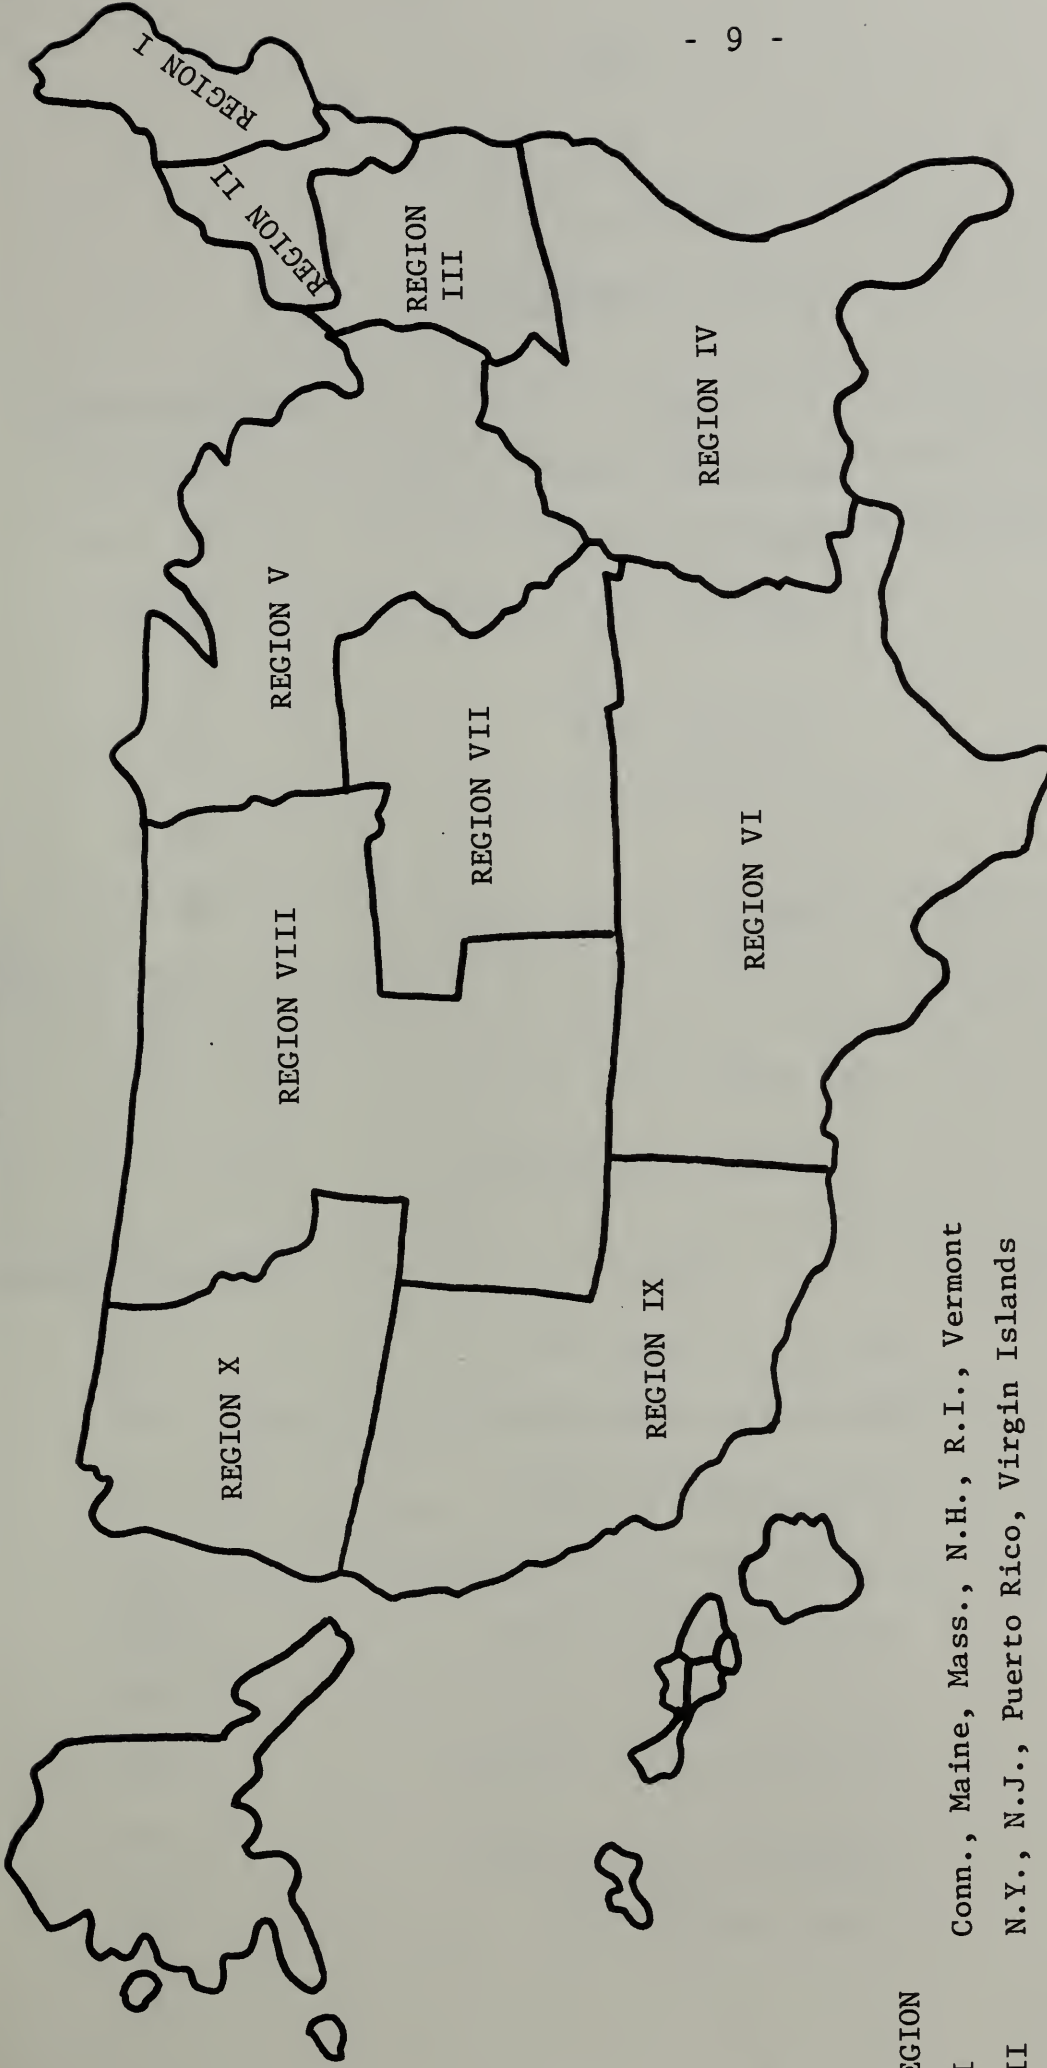 - 9 -
REGION I
REGION II
REGION
III
REGION IV
REGION V
REGION VI
REGION VII
REGION VIII
REGION IX
REGION X
EGION
I Conn., Maine, Mass., N.H., R.I., Vermont
II N.Y., N.J., Puerto Rico, Virgin Islands